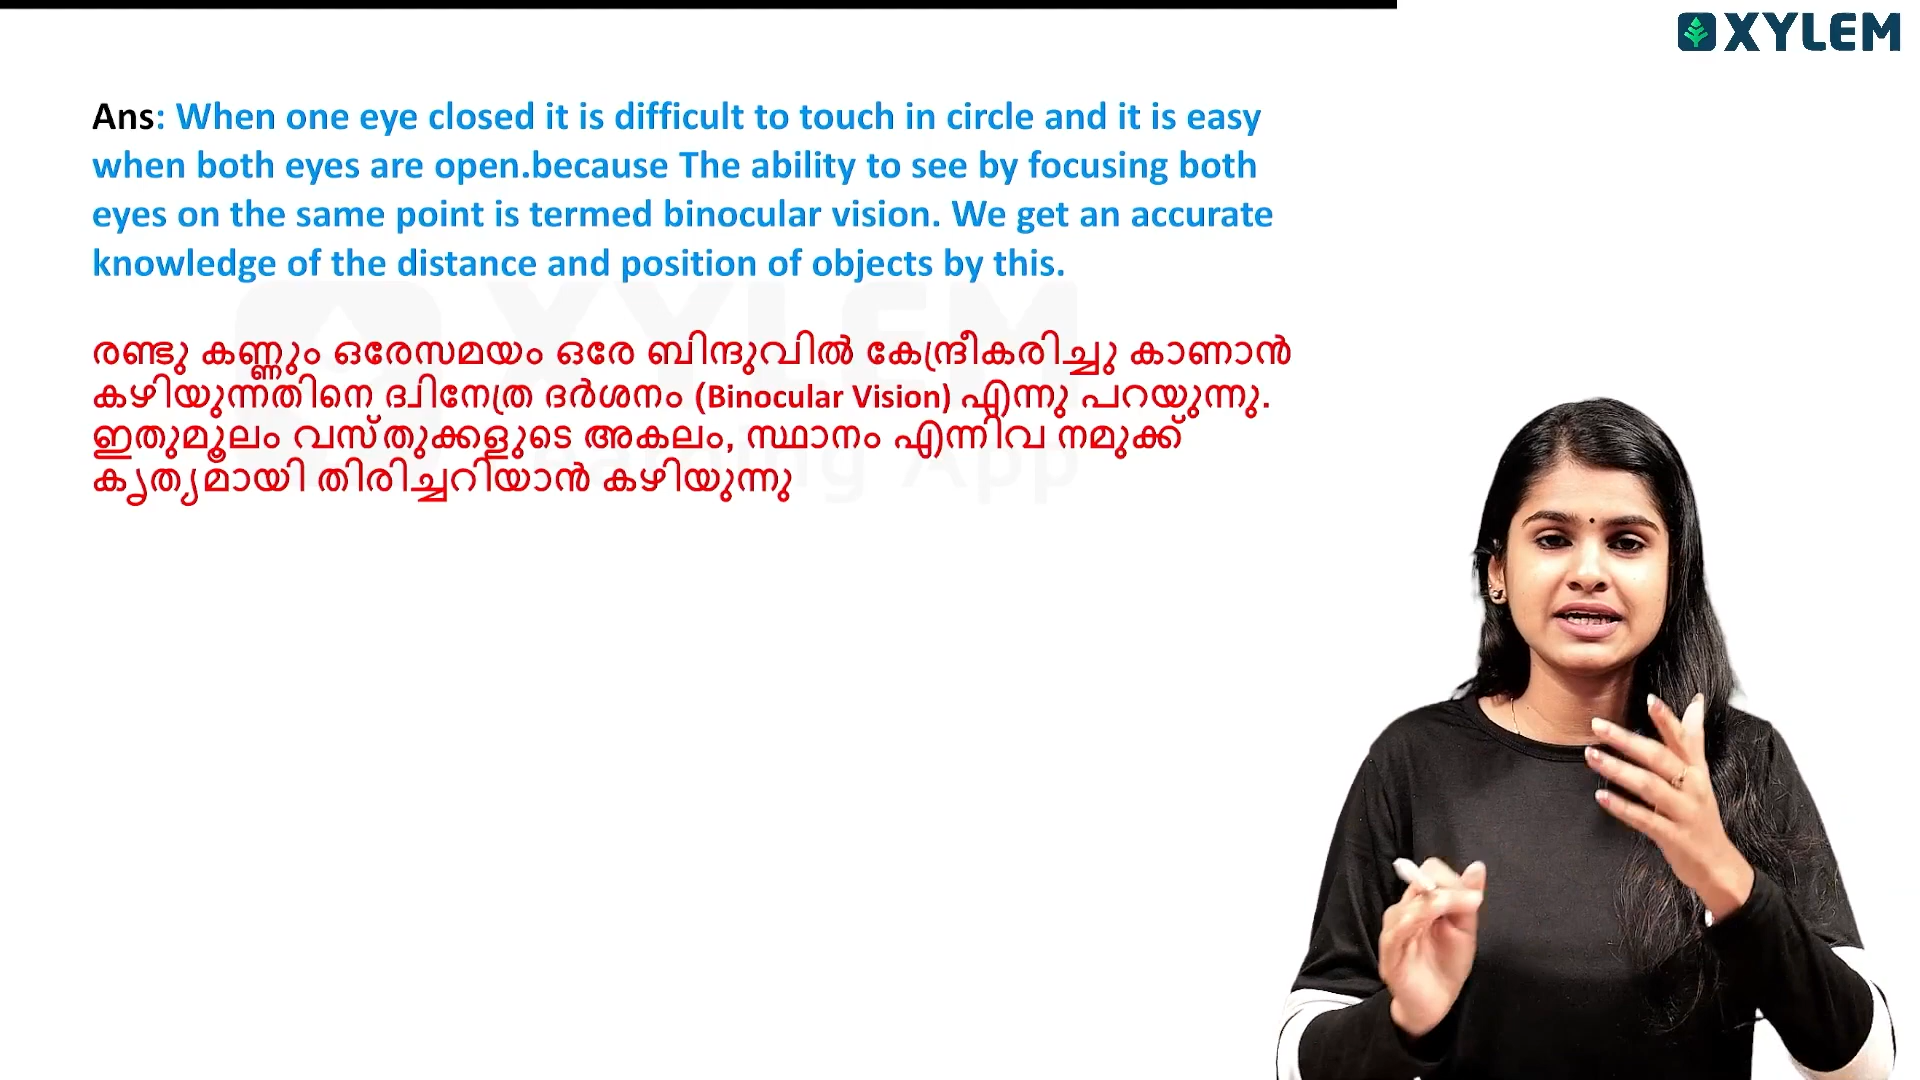 XYLEM
Ans: When one eye closed it is difficult to touch in circle and it is easy
when both eyes are open.because The ability to see by focusing both
eyes on the same point is termed binocular vision. We get an accurate
knowledge of the distance and position of objects by this.
രണ്ടു കണ്ണും ഒരേസമയം ഒരേ ബിന്ദുവിൽ കേന്ദ്രീകരിച്ചു കാണാൻ
കഴിയുന്നതിനെ ദ്വിനേത്ര ദർശനം (Binocular Vision) എന്നു പറയുന്നു.
ഇതുമൂലം വസ്തുക്കളുടെ അകലം, സ്ഥാനം എന്നിവ നമുക്ക്
കൃത്യമായി തിരിച്ചറിയാൻ കഴിയുന്നു